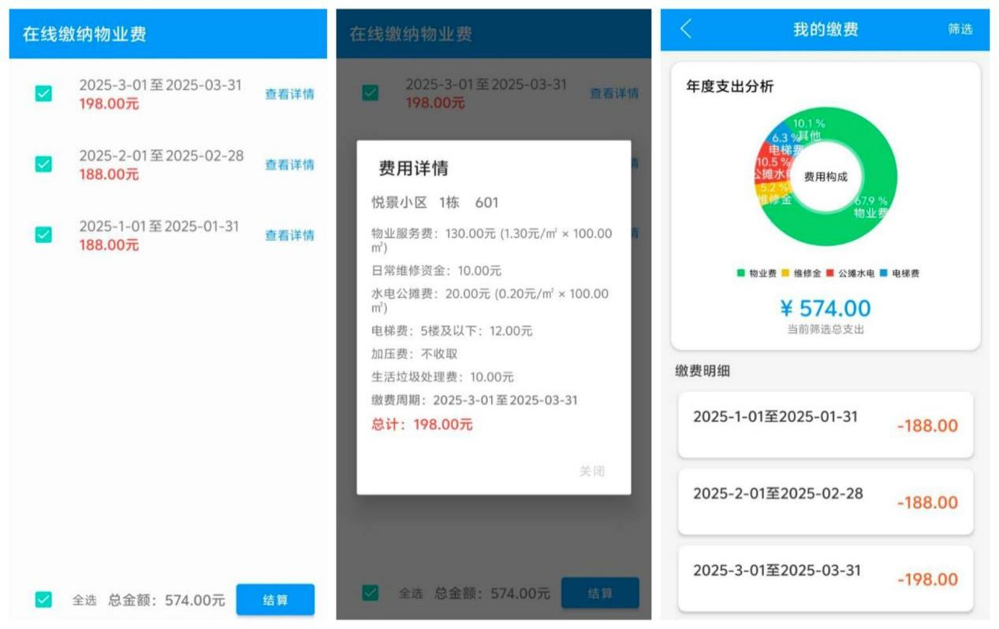 在线缴纳物业费
2025-3-01至2025-03-31
198.00元
查看详情
2025-2-01至2025-02-28
188.00元
查看详情
2025-1-01至2025-01-31
188.00元
查看详情
全选 总金额：574.00元 结算
在线缴纳物业费
2025-3-01至2025-03-31
198.00元
查看详情
情
情
费用详情
悦景小区 1栋 601
物业服务费：130.00元 (1.30元/㎡ × 100.00
㎡)
日常维修资金：10.00元
水电公摊费：20.00元 (0.20元/㎡ × 100.00
㎡)
电梯费：5楼及以下：12.00元
加压费：不收取
生活垃圾处理费：10.00元
缴费周期：2025-3-01至2025-03-31
总计：198.00元
关闭
全选 总金额：574.00元 结算
我的缴费
筛选
年度支出分析
10.1 %
其他
6.3 %
电梯费
10.5 %
公摊水电
5.2 %
维修金
费用构成
67.9 %
物业费
物业费 维修金 公摊水电 电梯费
¥ 574.00
当前筛选总支出
缴费明细
2025-1-01至2025-01-31
-188.00
2025-2-01至2025-02-28
-188.00
2025-3-01至2025-03-31
-198.00